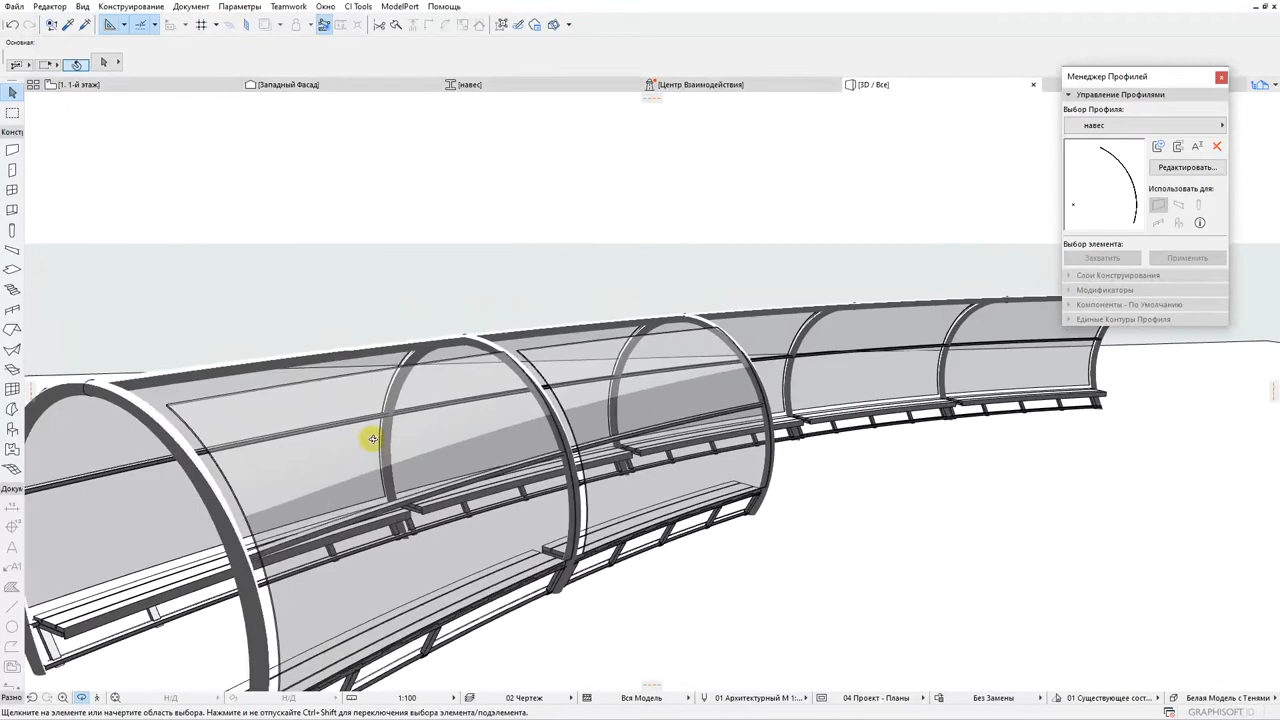 Файл Редактор Вид Конструирование Документ Параметры Teamwork Окно CI Tools ModelPort Помощь
Основная:
[1. 1-й этаж] [Западный Фасад] [навес] [Центр Взаимодействия] [3D / Все]
Менеджер Профилей
Управление Профилями
Выбор Профиля:
навес
Редактировать...
Использовать для:
Выбор элемента:
Захватить Применить
Слои Конструирования
Модификаторы
Компоненты - По Умолчанию
Единые Контуры Профиля
Конст
Докум
Разно Н/Д Н/Д 1:100 02 Чертеж Вся Модель 01 Архитектурный М 1:... 04 Проект - Планы Без Замены 01 Существующее сост... Белая Модель с Тенями
Щелкните на элементе или начертите область выбора. Нажмите и не отпускайте Ctrl+Shift для переключения выбора элемента/подэлемента.
GRAPHISOFT ID